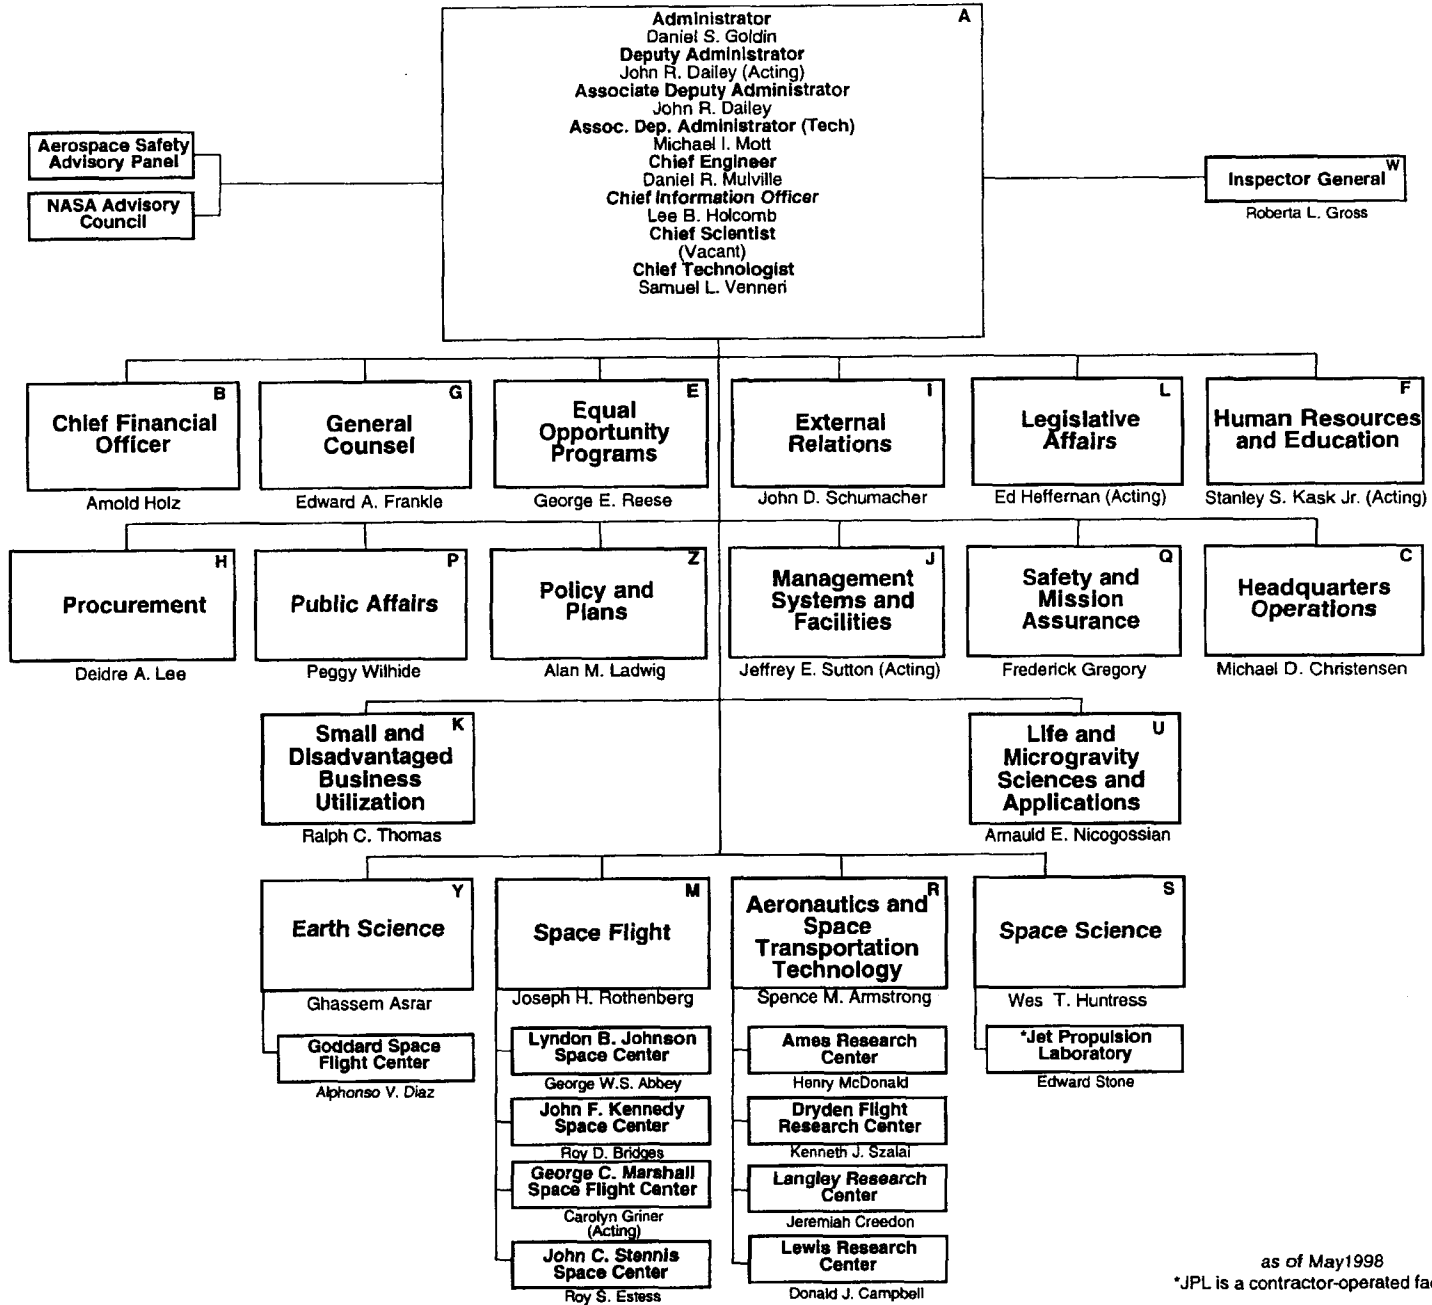 A
Administrator
Daniel S. Goldin
Deputy Administrator
John R. Dailey (Acting)
Associate Deputy Administrator
John R. Dailey
Assoc. Dep. Administrator (Tech)
Michael I. Mott
Chief Engineer
Daniel R. Mulville
Chief Information Officer
Lee B. Holcomb
Chief Scientist
(Vacant)
Chief Technologist
Samuel L. Venneri
Aerospace Safety
Advisory Panel
NASA Advisory
Council
W
Inspector General
Roberta L. Gross
B
Chief Financial
Officer
Arnold Holz
G
General
Counsel
Edward A. Frankle
E
Equal
Opportunity
Programs
George E. Reese
I
External
Relations
John D. Schumacher
L
Legislative
Affairs
Ed Heffernan (Acting)
F
Human Resources
and Education
Stanley S. Kask Jr. (Acting)
H
Procurement
Deidre A. Lee
P
Public Affairs
Peggy Wilhide
Z
Policy and
Plans
Alan M. Ladwig
J
Management
Systems and
Facilities
Jeffrey E. Sutton (Acting)
Q
Safety and
Mission
Assurance
Frederick Gregory
C
Headquarters
Operations
Michael D. Christensen
K
Small and
Disadvantaged
Business
Utilization
Ralph C. Thomas
U
Life and
Microgravity
Sciences and
Applications
Arnauld E. Nicogossian
Y
Earth Science
Ghassem Asrar
Goddard Space
Flight Center
Alphonso V. Diaz
M
Space Flight
Joseph H. Rothenberg
Lyndon B. Johnson
Space Center
George W.S. Abbey
John F. Kennedy
Space Center
Roy D. Bridges
George C. Marshall
Space Flight Center
Carolyn Griner
(Acting)
John C. Stennis
Space Center
Roy S. Estess
R
Aeronautics and
Space
Transportation
Technology
Spence M. Armstrong
Ames Research
Center
Henry McDonald
Dryden Flight
Research Center
Kenneth J. Szalai
Langley Research
Center
Jeremiah Creedon
Lewis Research
Center
Donald J. Campbell
S
Space Science
Wes T. Huntress
*Jet Propulsion
Laboratory
Edward Stone
as of May1998
*JPL is a contractor-operated